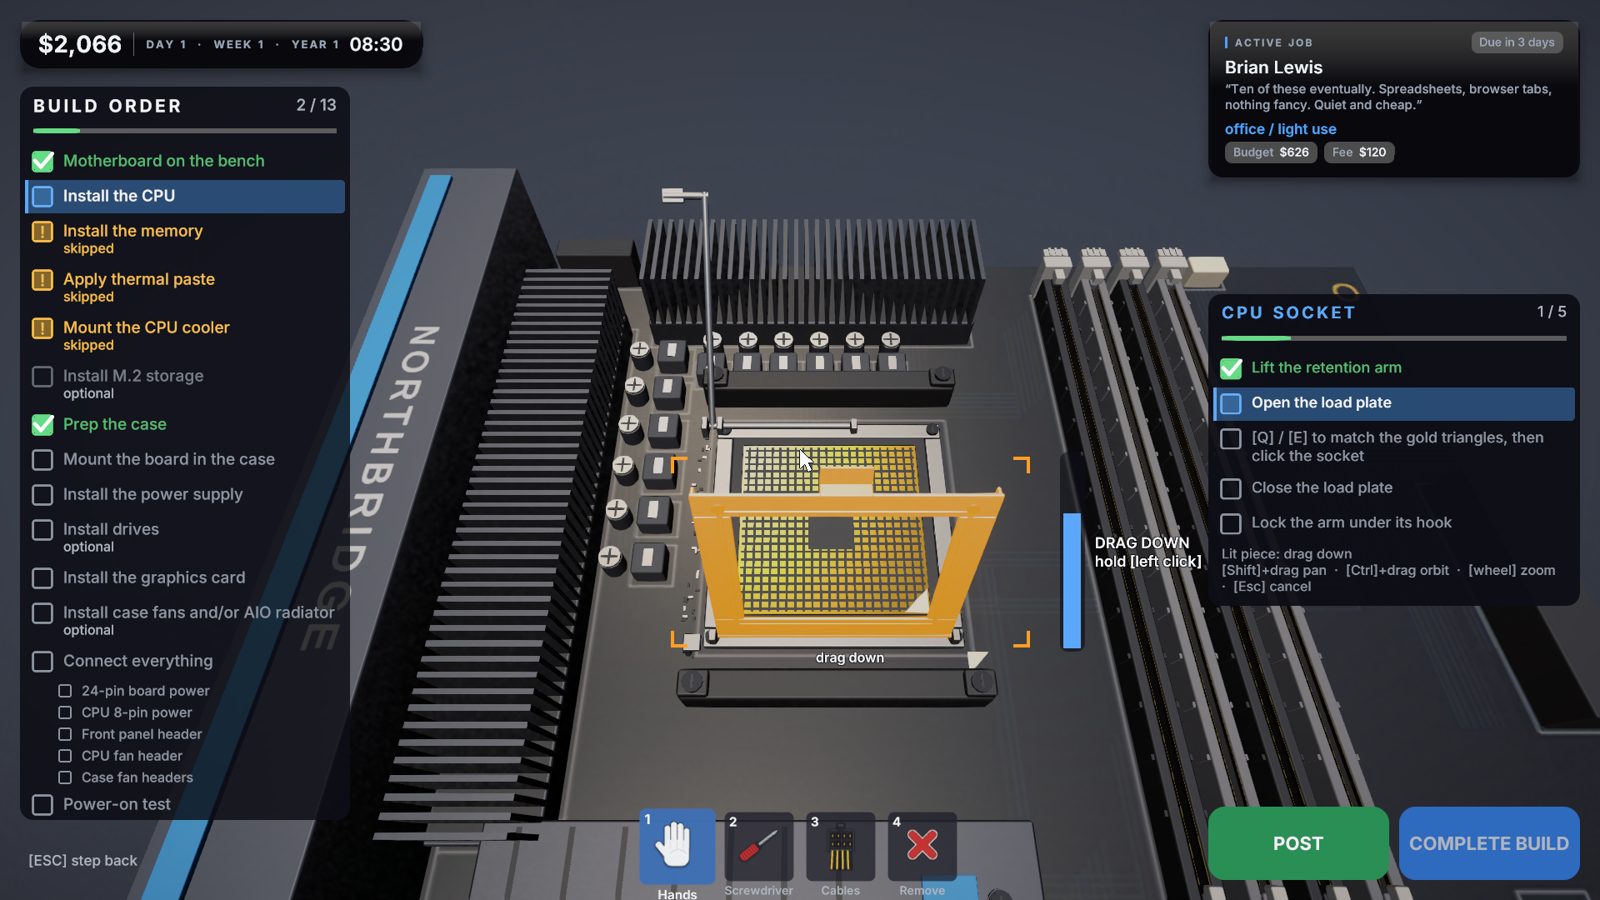 $2,066 DAY 1 · WEEK 1 · YEAR 1 08:30
BUILD ORDER 2 / 13
Motherboard on the bench
Install the CPU
Install the memory
skipped
Apply thermal paste
skipped
Mount the CPU cooler
skipped
Install M.2 storage
optional
Prep the case
Mount the board in the case
Install the power supply
Install drives
optional
Install the graphics card
Install case fans and/or AIO radiator
optional
Connect everything
24-pin board power
CPU 8-pin power
Front panel header
CPU fan header
Case fan headers
Power-on test
[ESC] step back
NORTHBRIDGE
DRAG DOWN
hold [left click]
drag down
1
Hands
2
Screwdriver
3
Cables
4
Remove
ACTIVE JOB Due in 3 days
Brian Lewis
“Ten of these eventually. Spreadsheets, browser tabs,
nothing fancy. Quiet and cheap.”
office / light use
Budget $626 Fee $120
CPU SOCKET 1 / 5
Lift the retention arm
Open the load plate
[Q] / [E] to match the gold triangles, then
click the socket
Close the load plate
Lock the arm under its hook
Lit piece: drag down
[Shift]+drag pan · [Ctrl]+drag orbit · [wheel] zoom
· [Esc] cancel
POST
COMPLETE BUILD